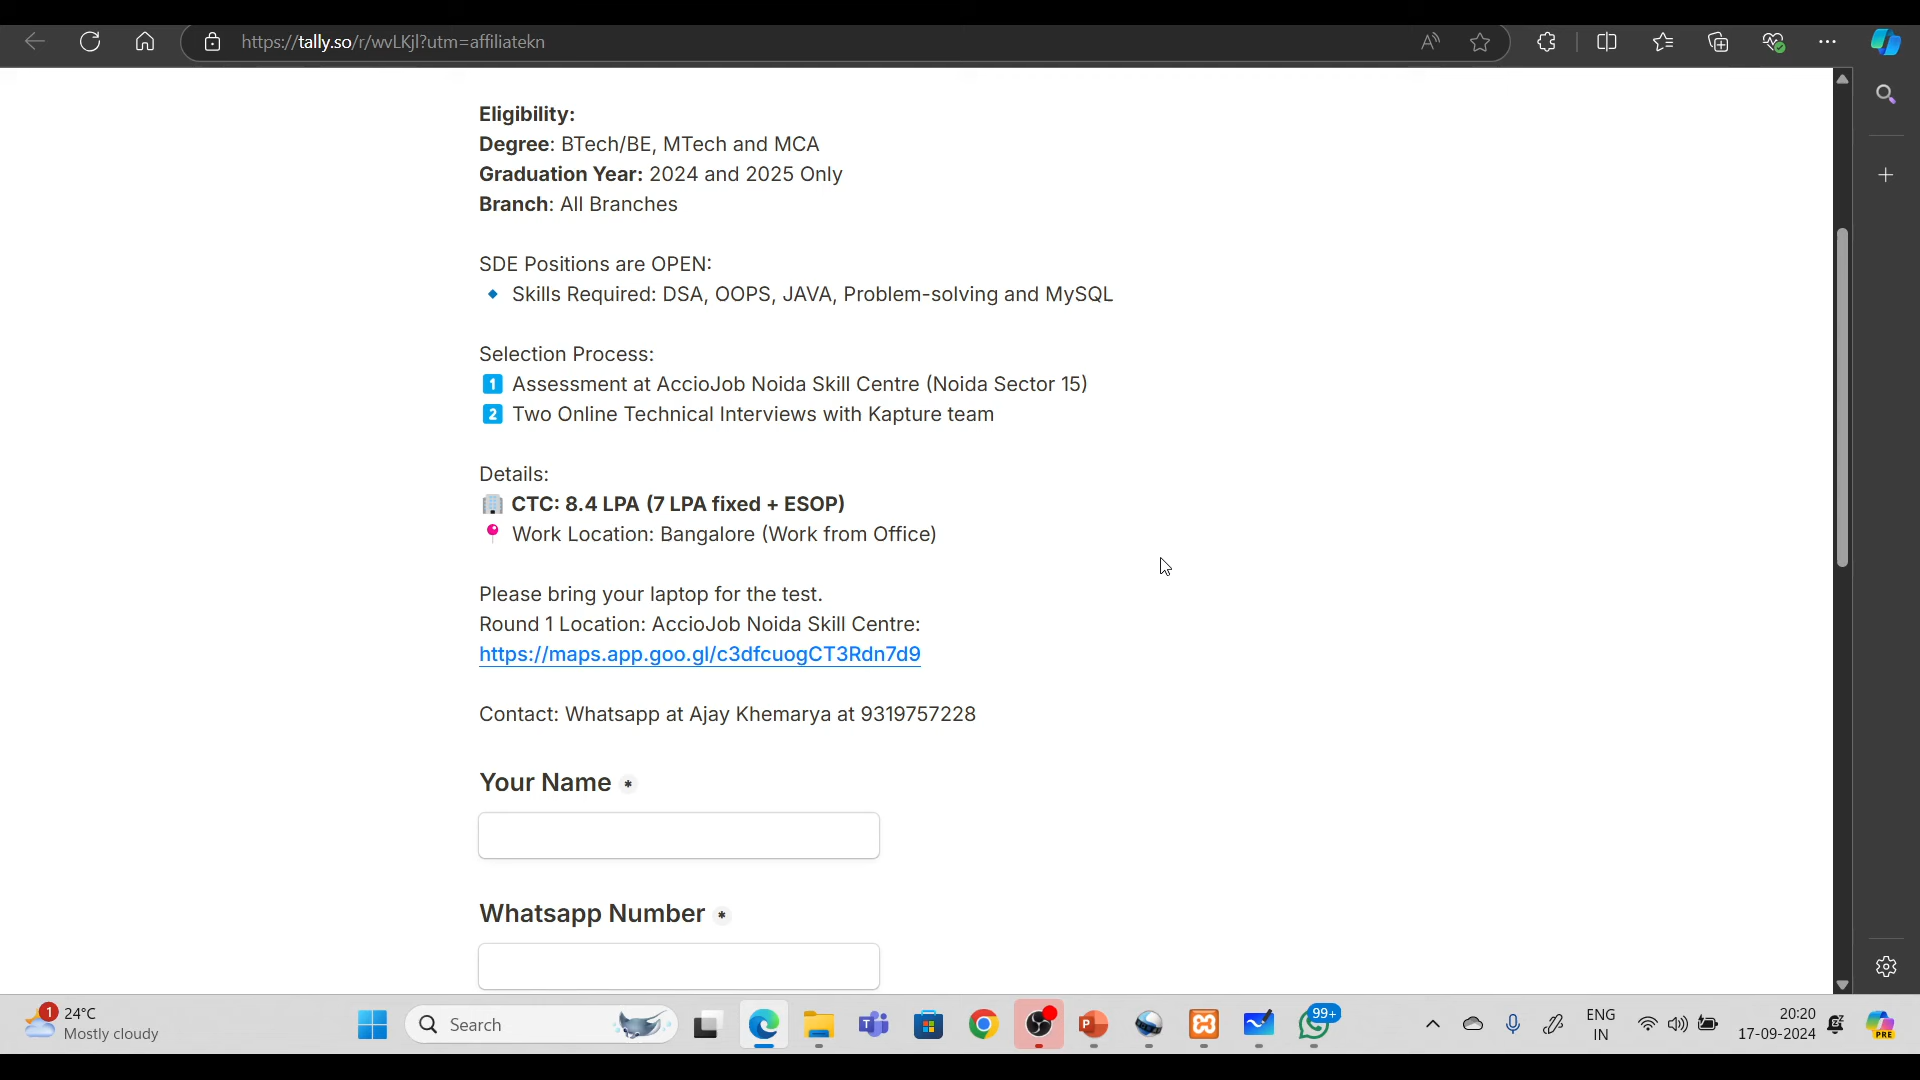 https://tally.so/r/wvLKjl?utm=affiliatekn
Eligibility:
Degree: BTech/BE, MTech and MCA
Graduation Year: 2024 and 2025 Only
Branch: All Branches
SDE Positions are OPEN:
🔹 Skills Required: DSA, OOPS, JAVA, Problem-solving and MySQL
Selection Process:
1️⃣ Assessment at AccioJob Noida Skill Centre (Noida Sector 15)
2️⃣ Two Online Technical Interviews with Kapture team
Details:
🏢 CTC: 8.4 LPA (7 LPA fixed + ESOP)
📍 Work Location: Bangalore (Work from Office)
Please bring your laptop for the test.
Round 1 Location: AccioJob Noida Skill Centre:
https://maps.app.goo.gl/c3dfcuogCT3Rdn7d9
Contact: Whatsapp at Ajay Khemarya at 9319757228
Your Name *
Whatsapp Number *
1
24°C
Mostly cloudy
Search
99+
ENG
IN
20:20
17-09-2024
PRE